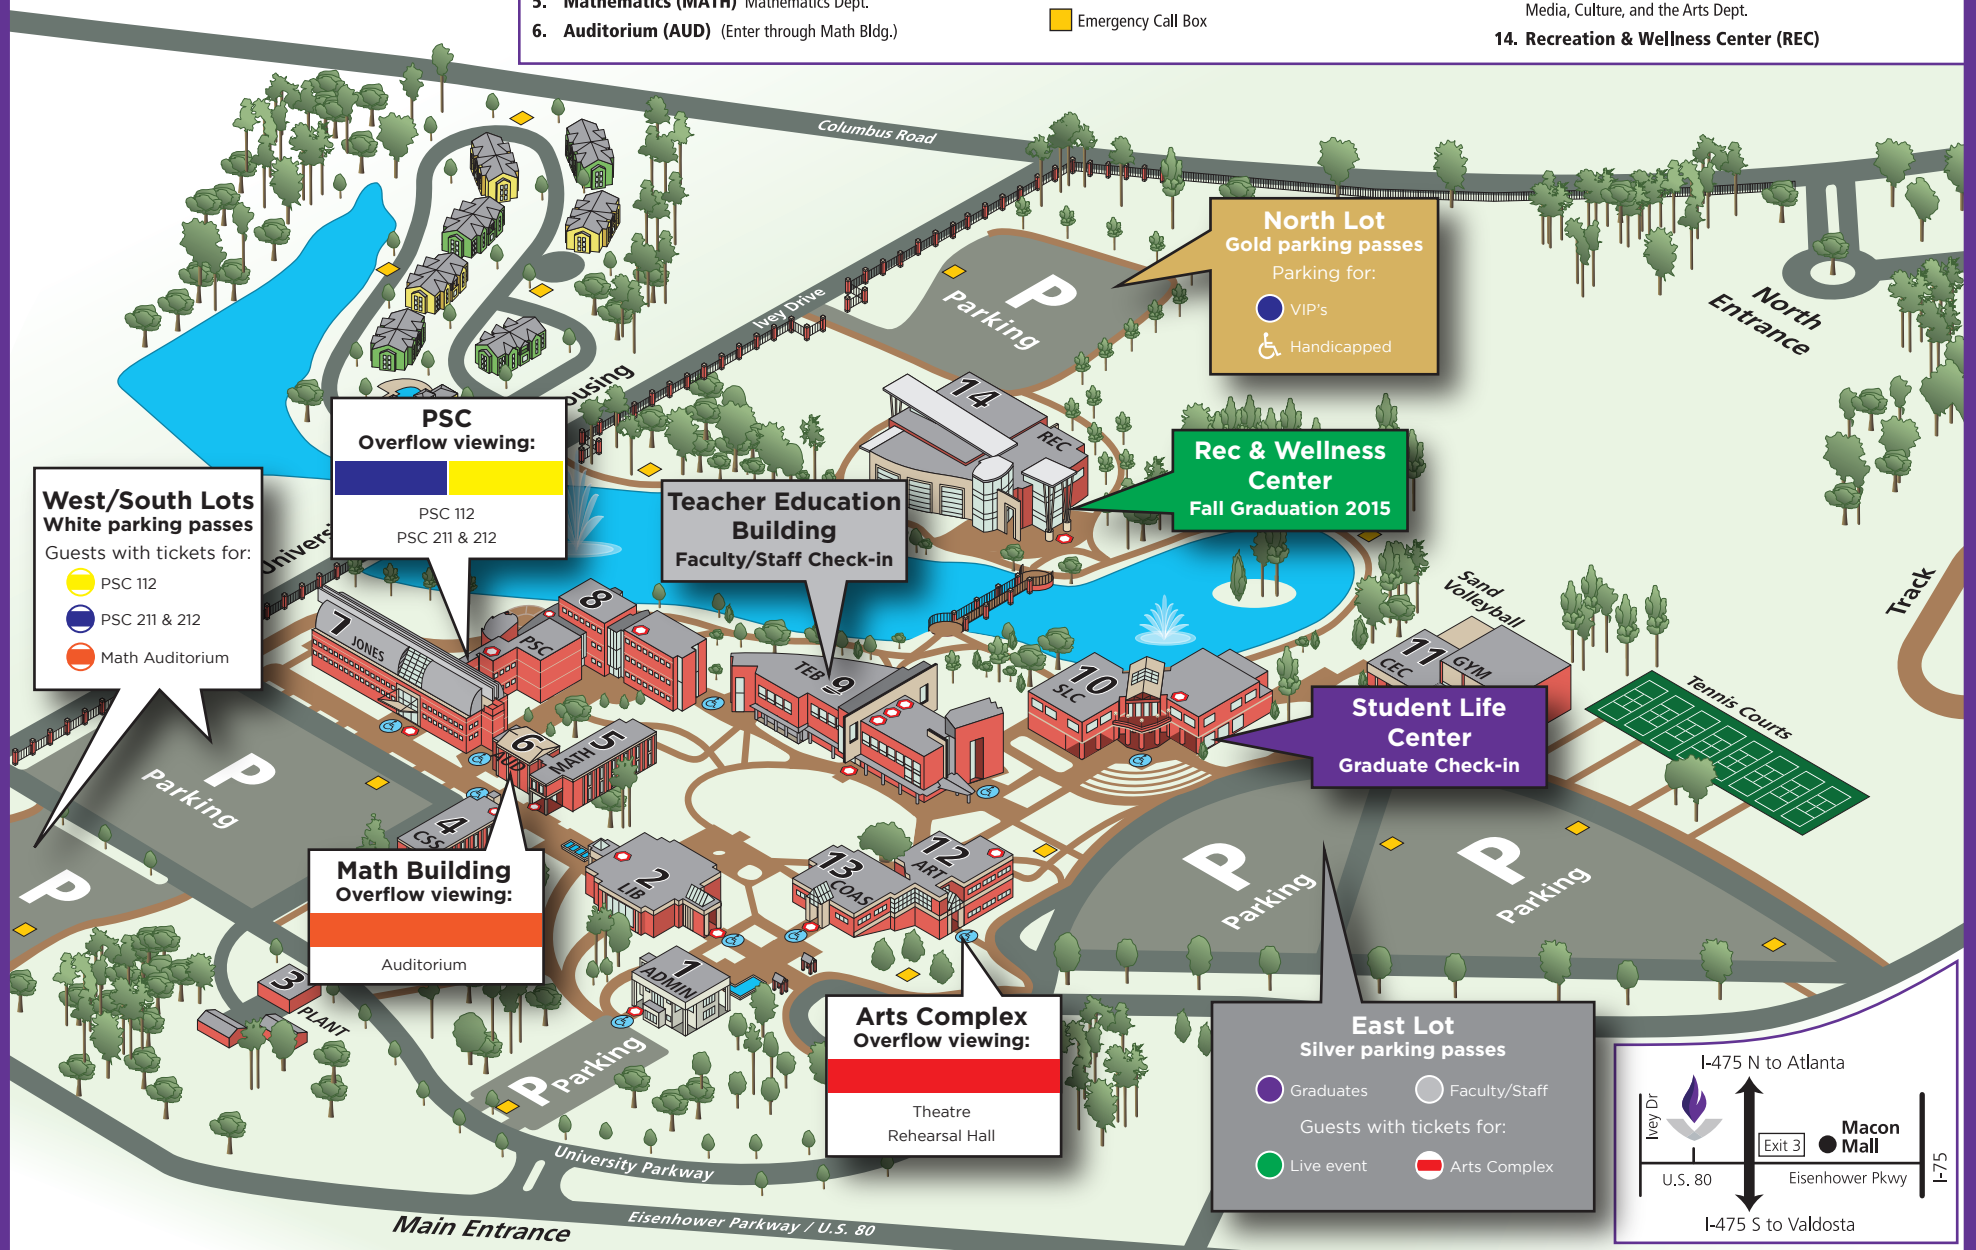 5. Mathematics (MATH) Mathematics Dept.
6. Auditorium (AUD) (Enter through Math Bldg.)
Emergency Call Box
Media, Culture, and the Arts Dept.
14. Recreation & Wellness Center (REC)
Columbus Road
North Lot
Gold parking passes
Parking for:
VIP's
Handicapped
North
Entrance
Ivey Drive
P
Parking
ousing
14
REC
PSC
Overflow viewing:
PSC 112
PSC 211 & 212
Rec & Wellness
Center
Fall Graduation 2015
West/South Lots
White parking passes
Guests with tickets for:
PSC 112
PSC 211 & 212
Math Auditorium
Universi
Teacher Education
Building
Faculty/Staff Check-in
Sand
Volleyball
Track
7
JONES
8
PSC
TEB
9
10
SLC
11
CEC
GYM
Tennis Courts
Student Life
Center
Graduate Check-in
6
AUD
5
MATH
P
Parking
4
CSS
P
Math Building
Overflow viewing:
Auditorium
2
LIB
13
COAS
12
ART
P
Parking
P
Parking
3
PLANT
1
ADMIN
P
Parking
Arts Complex
Overflow viewing:
Theatre
Rehearsal Hall
East Lot
Silver parking passes
Graduates
Faculty/Staff
Guests with tickets for:
Live event
Arts Complex
University Parkway
Main Entrance
Eisenhower Parkway / U.S. 80
I-475 N to Atlanta
Ivey Dr
Exit 3
Macon
Mall
U.S. 80
Eisenhower Pkwy
I-75
I-475 S to Valdosta